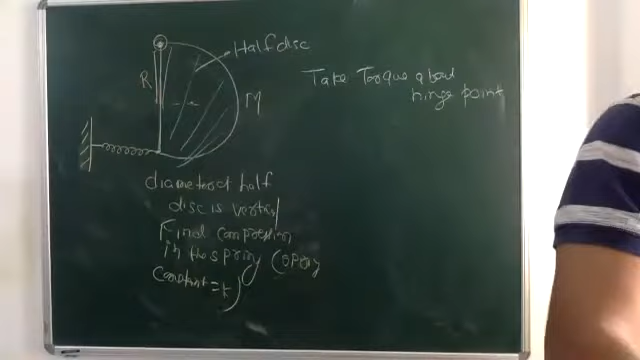 Half disc
R
M
Take Torque about
hinge point
diameter of half
disc is vertical
Find compression
in the spring (spring
constant = k)